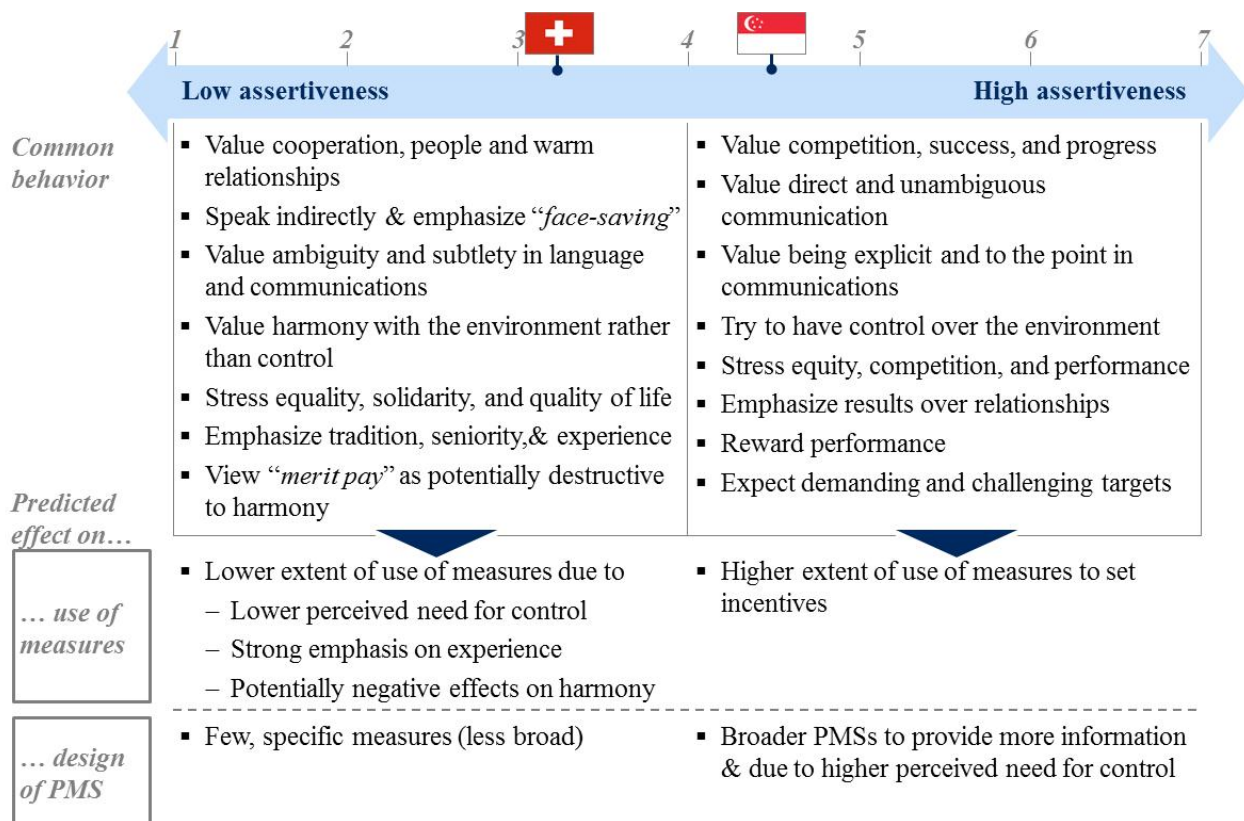 1 2 3 4 5 6 7
Low assertiveness
High assertiveness
Common
behavior
▪ Value cooperation, people and warm
relationships
▪ Speak indirectly & emphasize “face-saving”
▪ Value ambiguity and subtlety in language
and communications
▪ Value harmony with the environment rather
than control
▪ Stress equality, solidarity, and quality of life
▪ Emphasize tradition, seniority,& experience
▪ View “merit pay” as potentially destructive
to harmony
▪ Value competition, success, and progress
▪ Value direct and unambiguous
communication
▪ Value being explicit and to the point in
communications
▪ Try to have control over the environment
▪ Stress equity, competition, and performance
▪ Emphasize results over relationships
▪ Reward performance
▪ Expect demanding and challenging targets
Predicted
effect on…
… use of
measures
▪ Lower extent of use of measures due to
– Lower perceived need for control
– Strong emphasis on experience
– Potentially negative effects on harmony
▪ Higher extent of use of measures to set
incentives
… design
of PMS
▪ Few, specific measures (less broad)
▪ Broader PMSs to provide more information
& due to higher perceived need for control